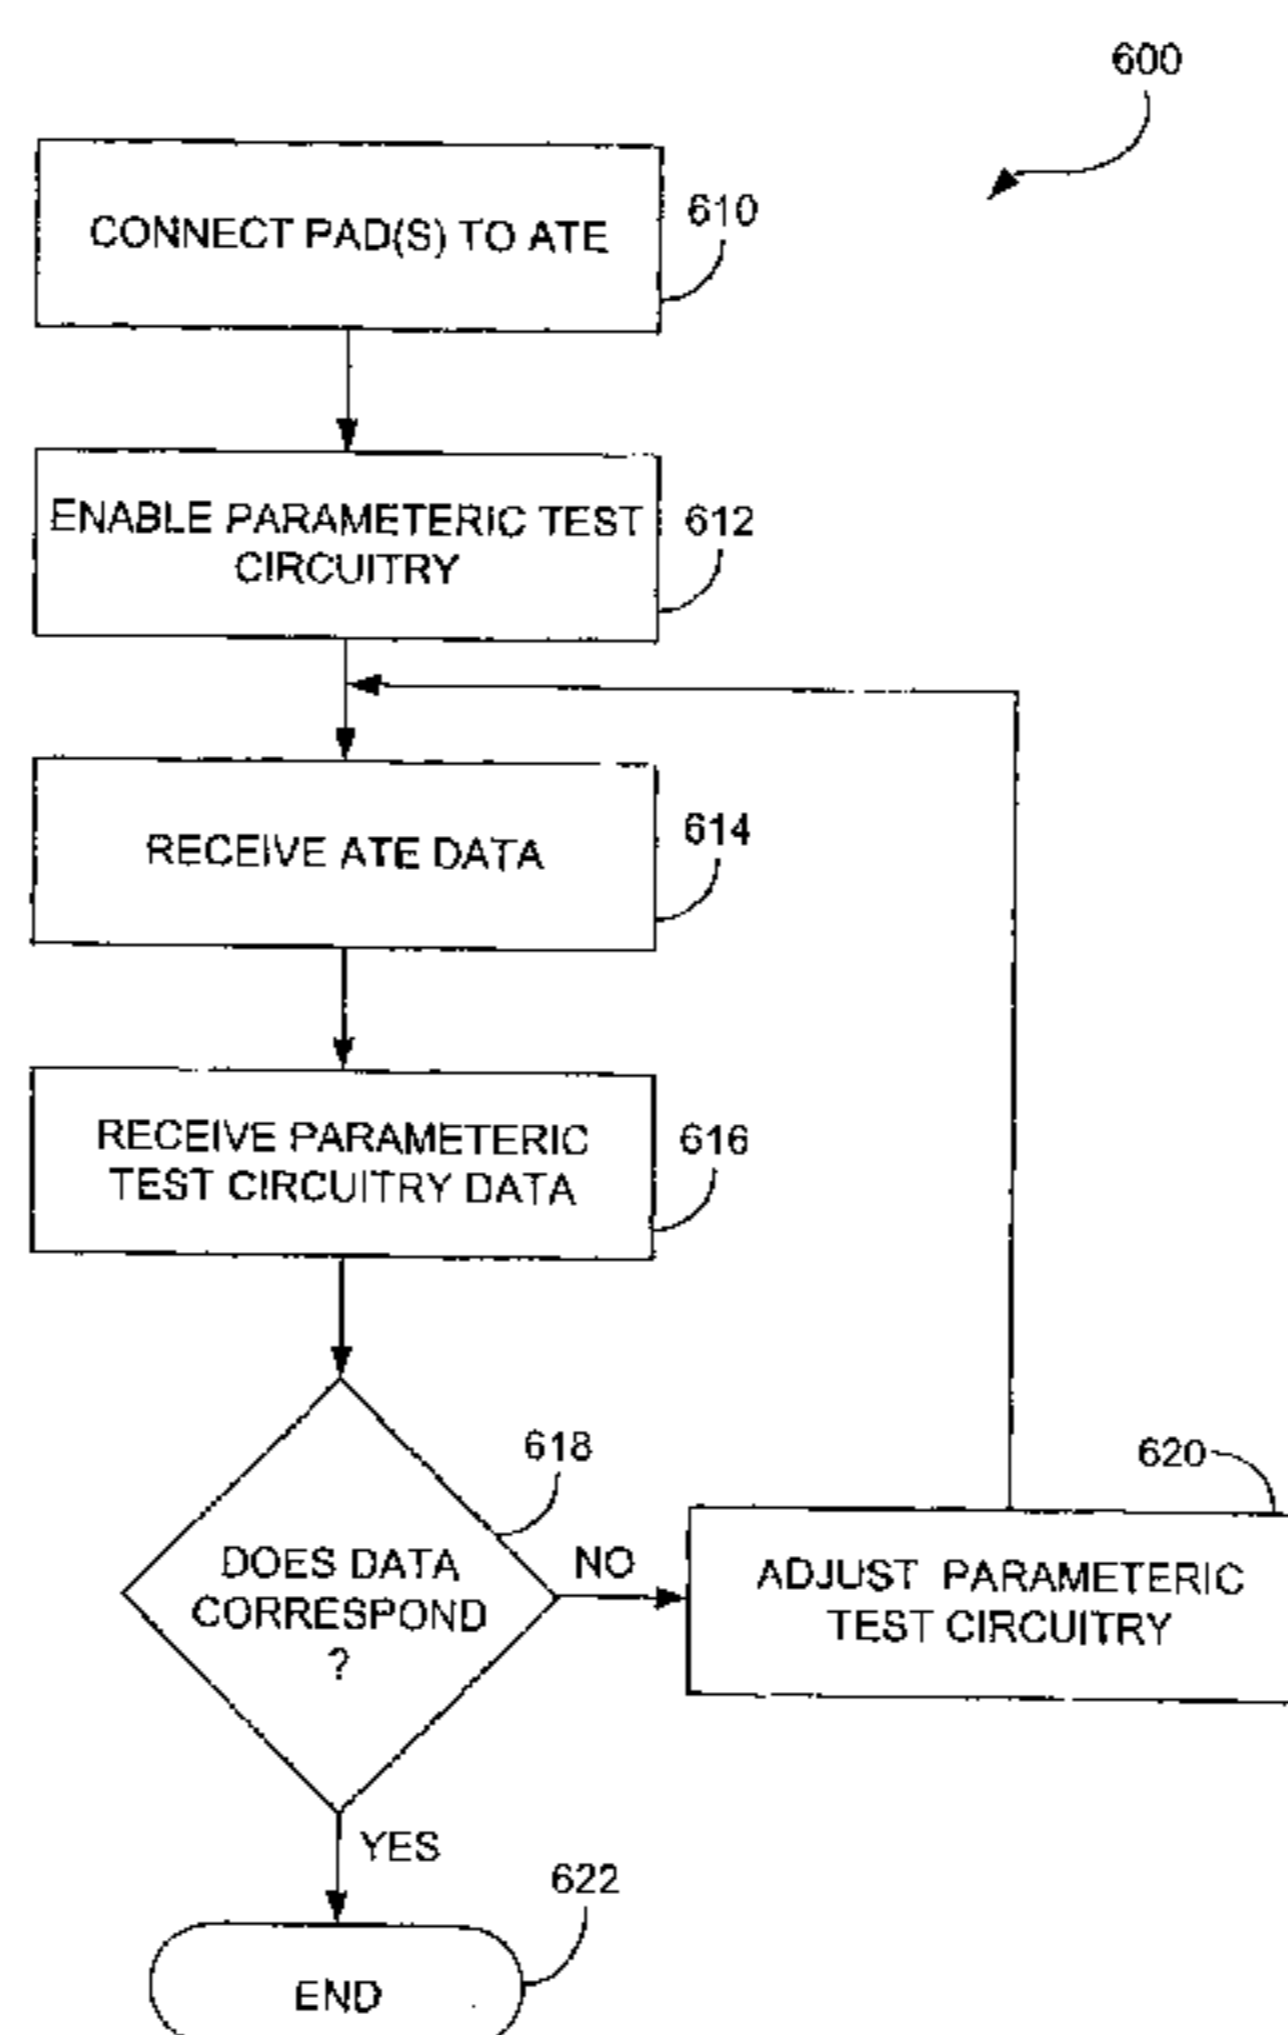 600
CONNECT PAD(S) TO ATE
610
ENABLE PARAMETERIC TEST
CIRCUITRY
612
RECEIVE ATE DATA
614
RECEIVE PARAMETERIC
TEST CIRCUITRY DATA
616
618
DOES DATA
CORRESPOND
?
NO
620
ADJUST PARAMETERIC
TEST CIRCUITRY
YES
622
END